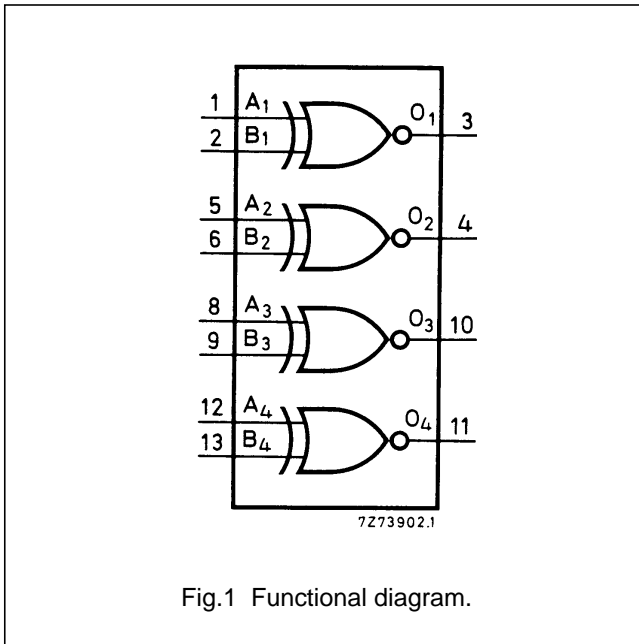 1 A1 O1 3
2 B1
5 A2 O2 4
6 B2
8 A3 O3 10
9 B3
12 A4 O4 11
13 B4
7Z73902.1
Fig.1 Functional diagram.